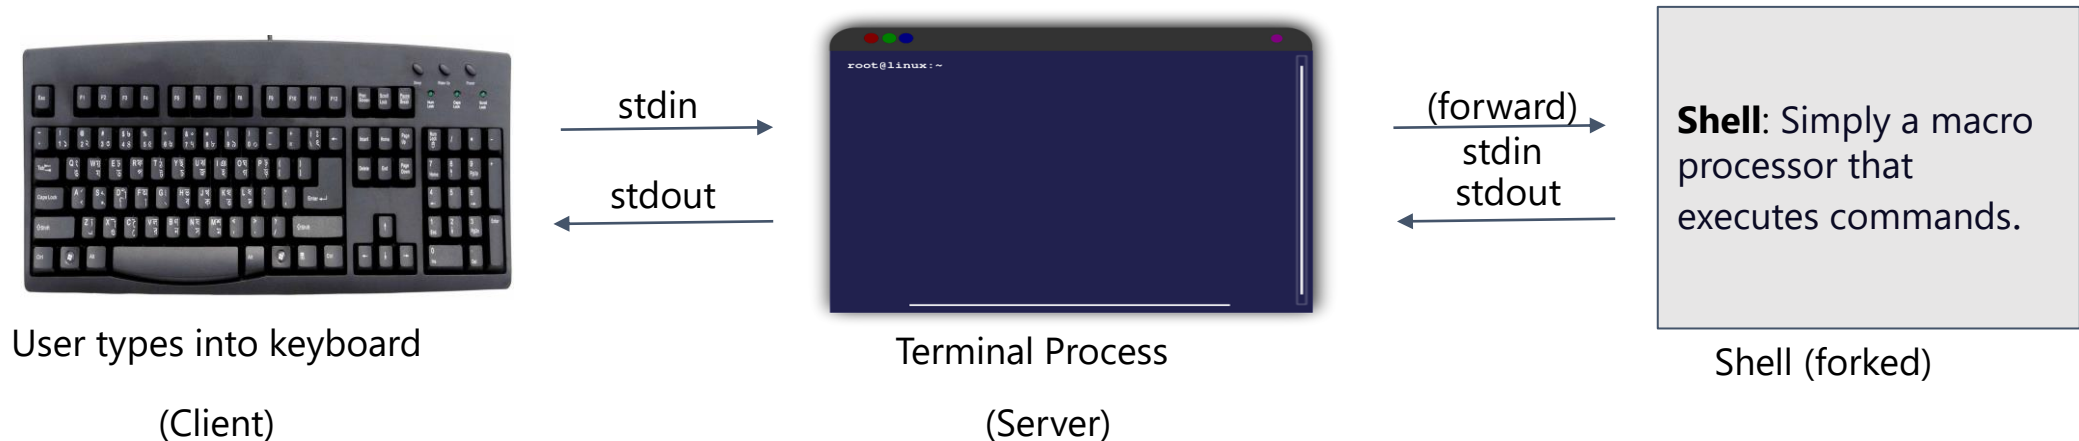 stdin
stdout
root@linux:~
(forward)
stdin
stdout
Shell: Simply a macro
processor that
executes commands.
User types into keyboard
(Client)
Terminal Process
(Server)
Shell (forked)